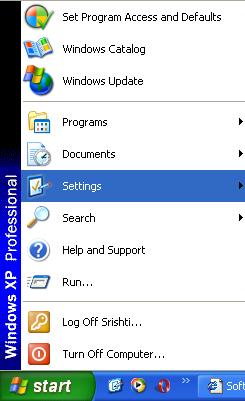 Set Program Access and Defaults
Windows Catalog
Windows Update
Programs
Documents
Settings
Search
Help and Support
Run...
Log Off Srishti...
Turn Off Computer...
Windows XP Professional
start
Soft